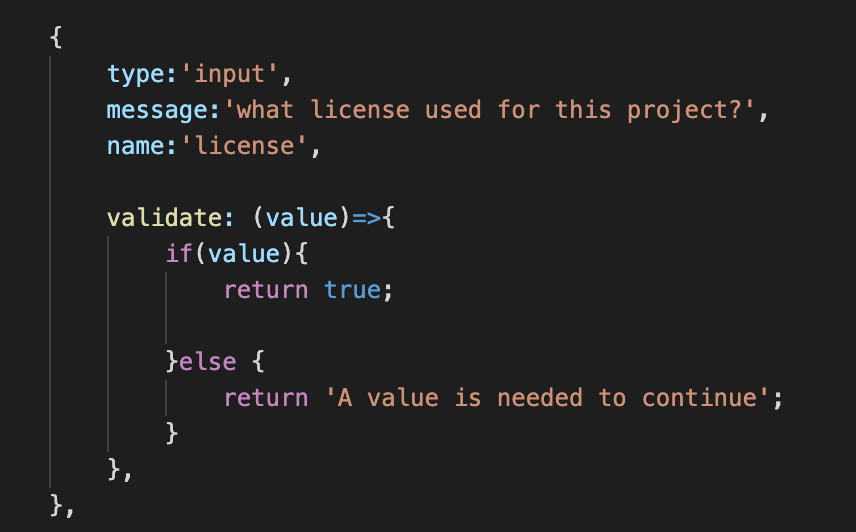 {
    type:'input',
    message:'what license used for this project?',
    name:'license',

    validate: (value)=>{
        if(value){
            return true;

        }else {
            return 'A value is needed to continue';
        }
    },
},